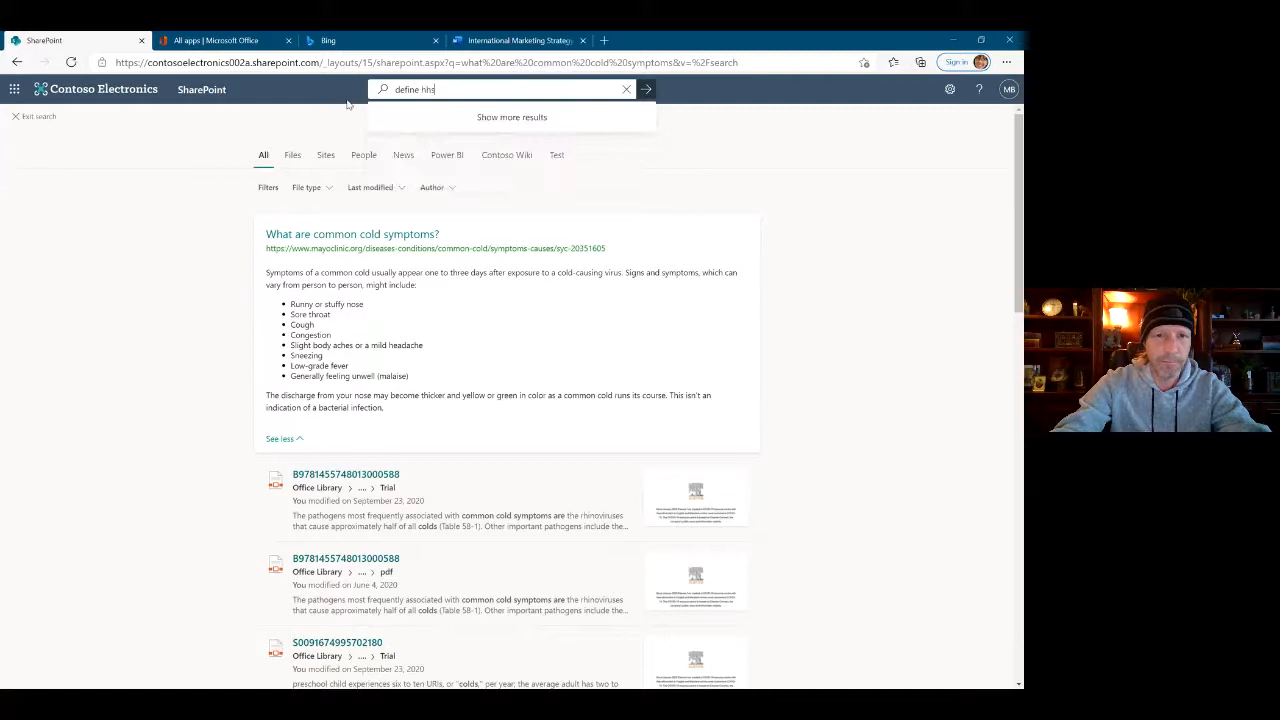 SharePoint
All apps | Microsoft Office
Bing
International Marketing Strateg
https://contosoelectronics002a.sharepoint.com/_layouts/15/sharepoint.aspx?q=what%20are%20common%20cold%20symptoms&v=%2Fsearch
Sign in
Contoso Electronics
SharePoint
define hhs
MB
Exit search
Show more results
All
Files
Sites
People
News
Power BI
Contoso Wiki
Test
Filters
File type
Last modified
Author
What are common cold symptoms?
https://www.mayoclinic.org/diseases-conditions/common-cold/symptoms-causes/syc-20351605
Symptoms of a common cold usually appear one to three days after exposure to a cold-causing virus. Signs and symptoms, which can
vary from person to person, might include:
• Runny or stuffy nose
• Sore throat
• Cough
• Congestion
• Slight body aches or a mild headache
• Sneezing
• Low-grade fever
• Generally feeling unwell (malaise)
The discharge from your nose may become thicker and yellow or green in color as a common cold runs its course. This isn't an
indication of a bacterial infection.
See less
B9781455748013000588
Office Library > .... > Trial
You modified on September 23, 2020
The pathogens most frequently associated with common cold symptoms are the rhinoviruses
that cause approximately half of all colds (Table 58-1). Other important pathogens include the...
B9781455748013000588
Office Library > .... > pdf
You modified on June 4, 2020
The pathogens most frequently associated with common cold symptoms are the rhinoviruses
that cause approximately half of all colds (Table 58-1). Other important pathogens include the...
S0091674995702180
Office Library > .... > Trial
You modified on September 23, 2020
preschool child experiences six to ten URIs, or "colds," per year; the average adult has two to